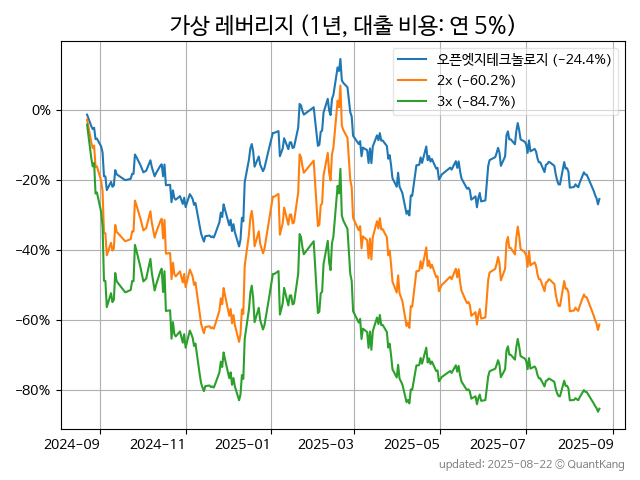 가상 레버리지 (1년, 대출 비용: 연 5%)
오픈엣지테크놀로지 (−24.4%)
2x (−60.2%)
3x (−84.7%)
0%
−20%
−40%
−60%
−80%
2024-09 2024-11 2025-01 2025-03 2025-05 2025-07 2025-09
updated: 2025-08-22 © QuantKang